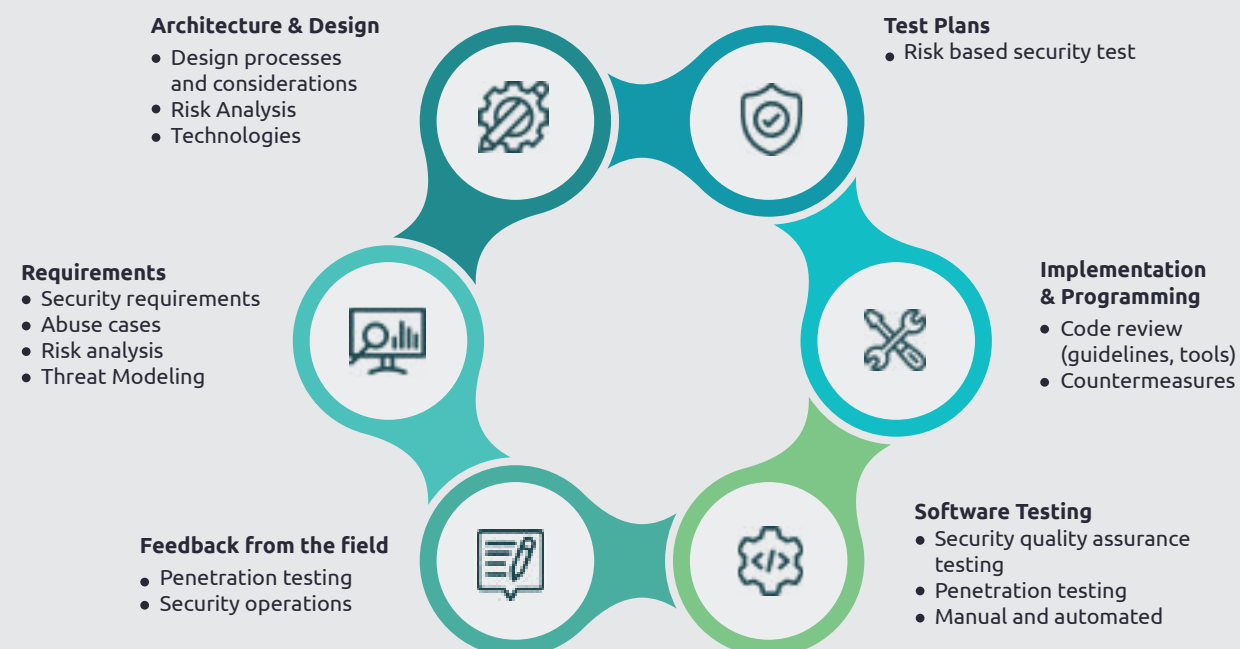 Architecture & Design
• Design processes
and considerations
• Risk Analysis
• Technologies
Test Plans
• Risk based security test
Requirements
• Security requirements
• Abuse cases
• Risk analysis
• Threat Modeling
Implementation
& Programming
• Code review
(guidelines, tools)
• Countermeasures
Feedback from the field
• Penetration testing
• Security operations
Software Testing
• Security quality assurance
testing
• Penetration testing
• Manual and automated